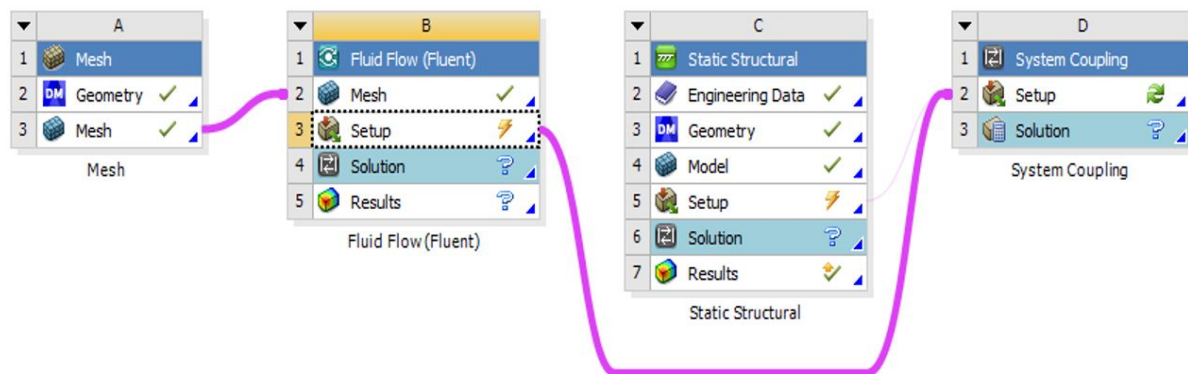 A
1 Mesh
2 DM Geometry
3 Mesh
Mesh
B
1 Fluid Flow (Fluent)
2 Mesh
3 Setup
4 Solution
5 Results
Fluid Flow (Fluent)
C
1 Static Structural
2 Engineering Data
3 DM Geometry
4 Model
5 Setup
6 Solution
7 Results
Static Structural
D
1 System Coupling
2 Setup
3 Solution
System Coupling